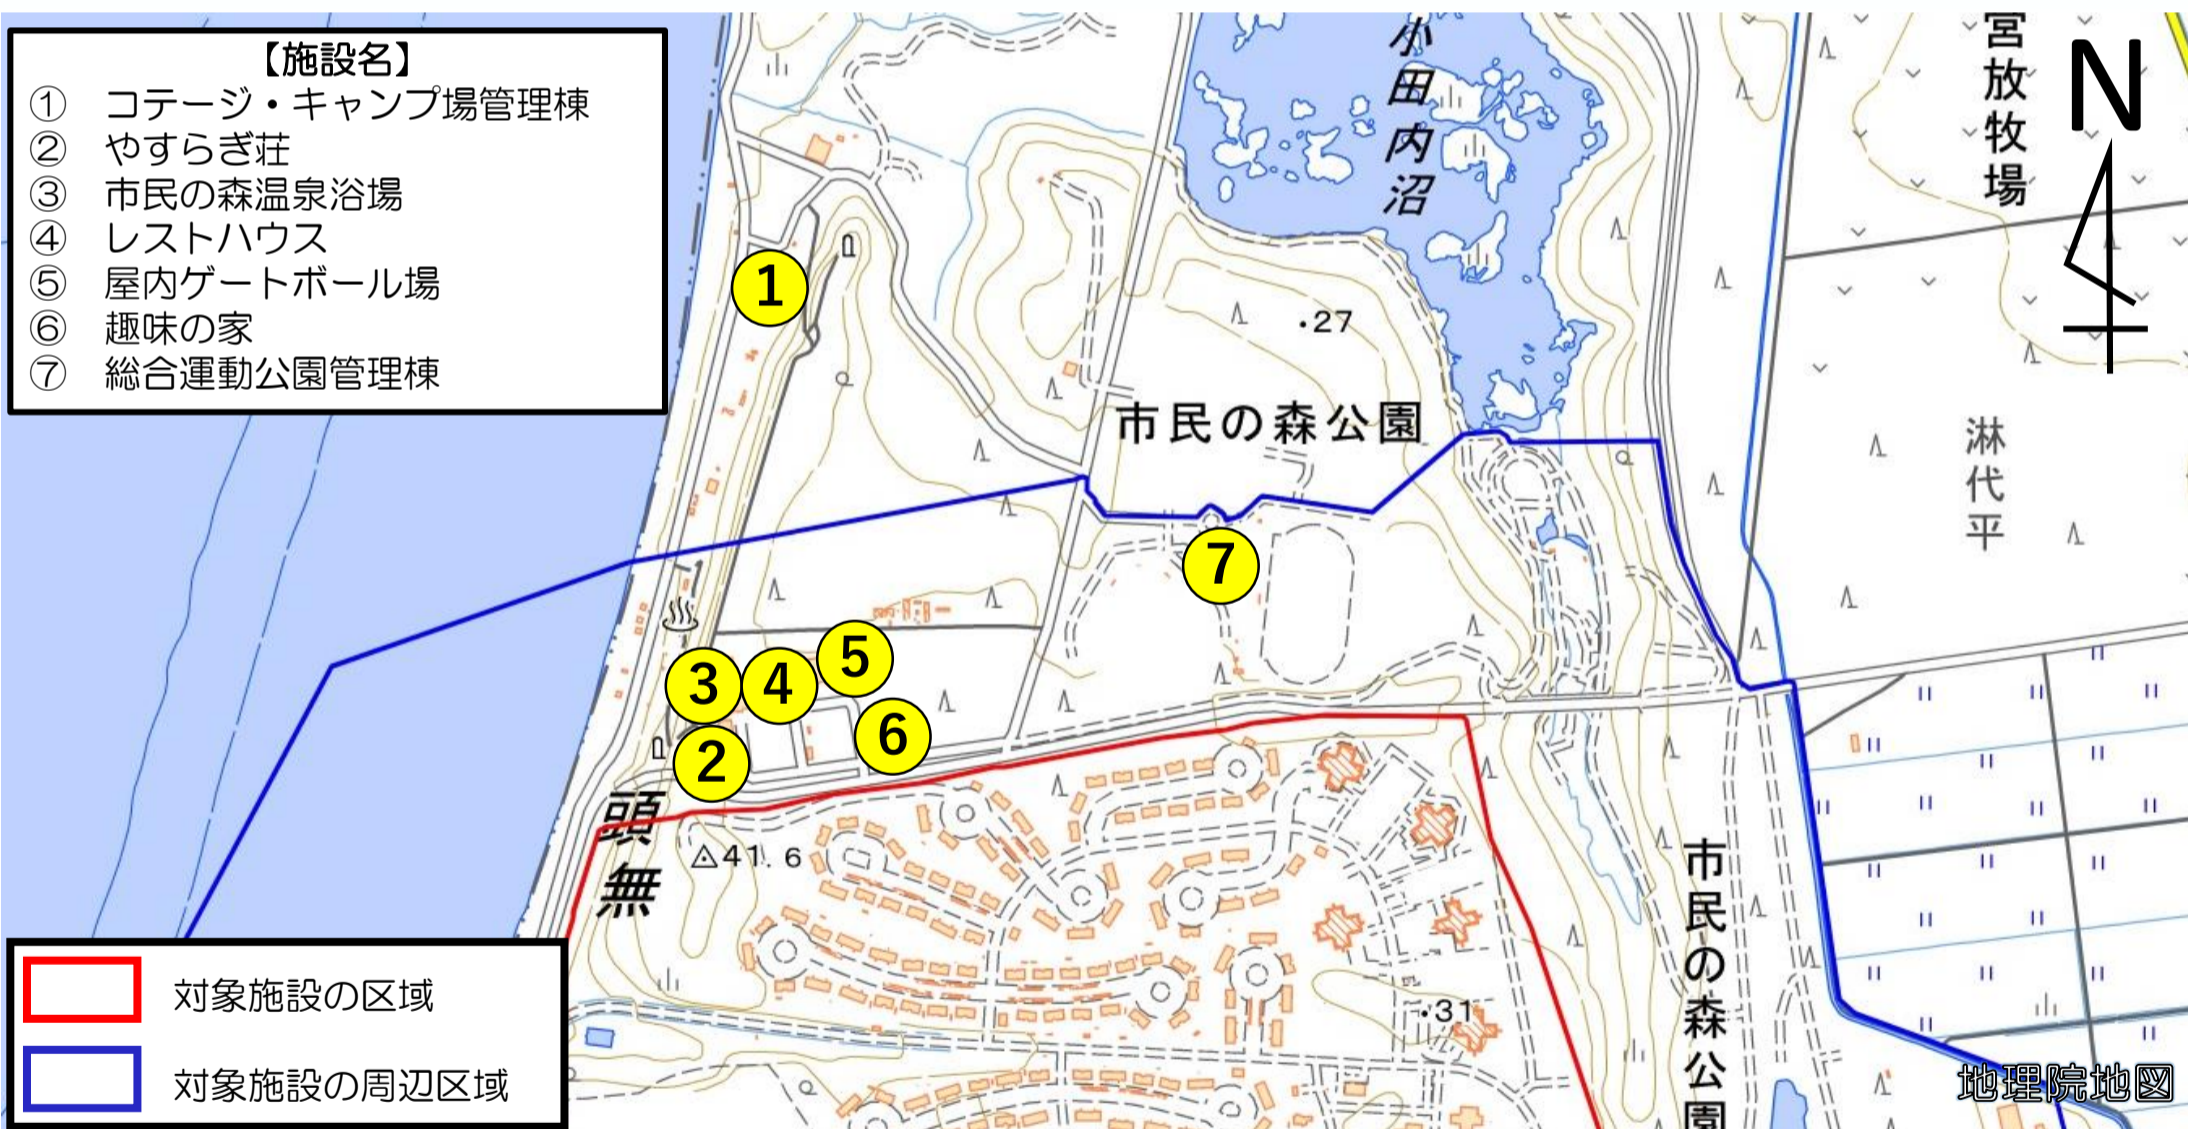 【施設名】
① コテージ・キャンプ場管理棟
② やすらぎ荘
③ 市民の森温泉浴場
④ レストハウス
⑤ 屋内ゲートボール場
⑥ 趣味の家
⑦ 総合運動公園管理棟
小田内沼
営放牧場
N
1
・27
市民の森公園
淋代平
7
5
3
4
6
2
頭無
41.6
市民の森公園
・31
対象施設の区域
対象施設の周辺区域
地理院地図